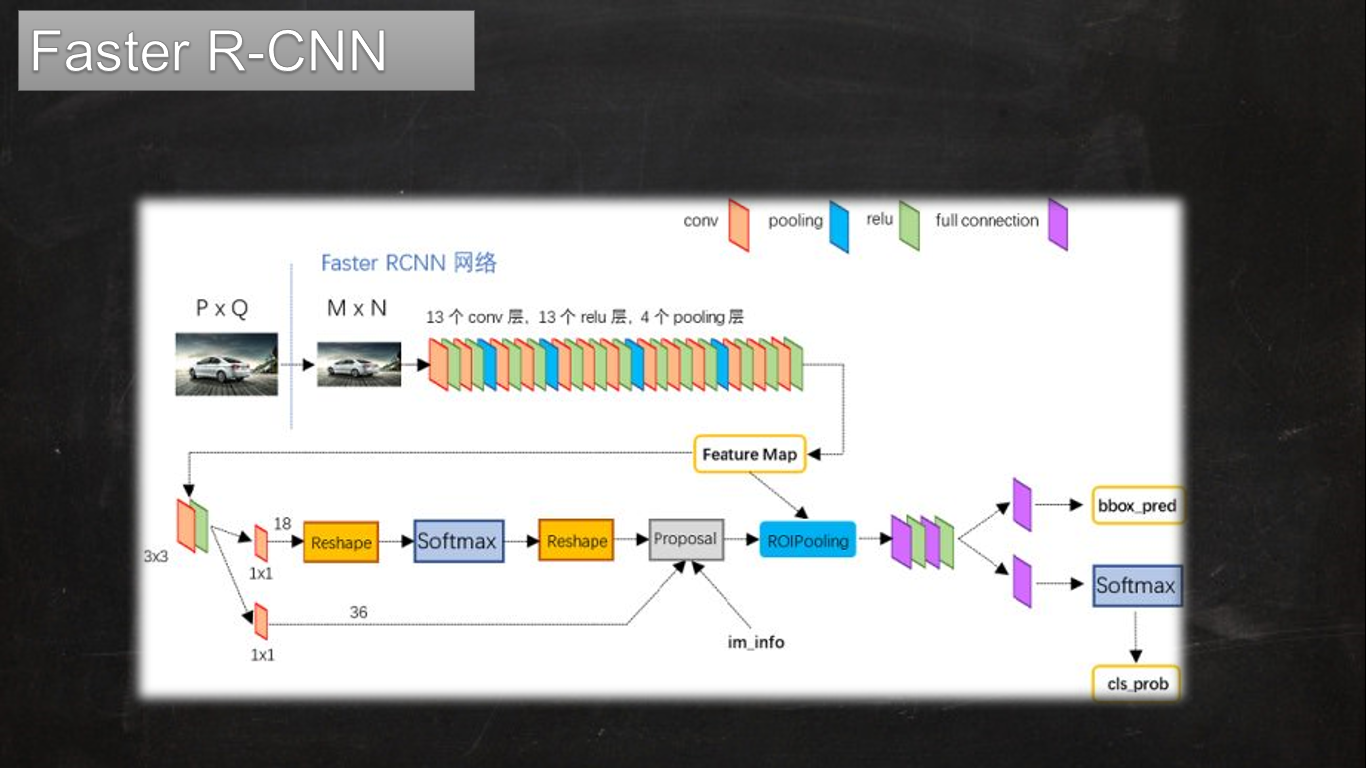 Faster R-CNN
conv pooling relu full connection
Faster RCNN 网络
P x Q M x N
13 个 conv 层, 13 个 relu 层, 4 个 pooling 层
Feature Map
3x3
18
1x1
Reshape
Softmax
Reshape
Proposal
ROIPooling
bbox_pred
Softmax
cls_prob
36
1x1
im_info